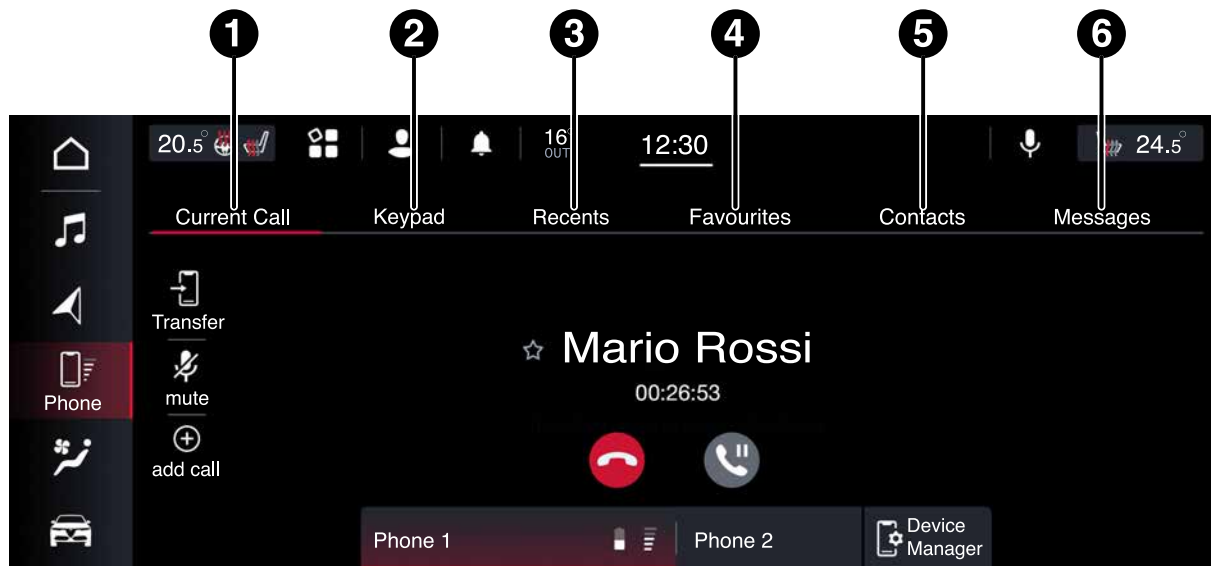 1 2 3 4 5 6
20.5° 16° OUT 12:30 24.5°
Current Call Keypad Recents Favourites Contacts Messages
Transfer
Mario Rossi
00:26:53
Phone
mute
add call
Phone 1 Phone 2 Device Manager